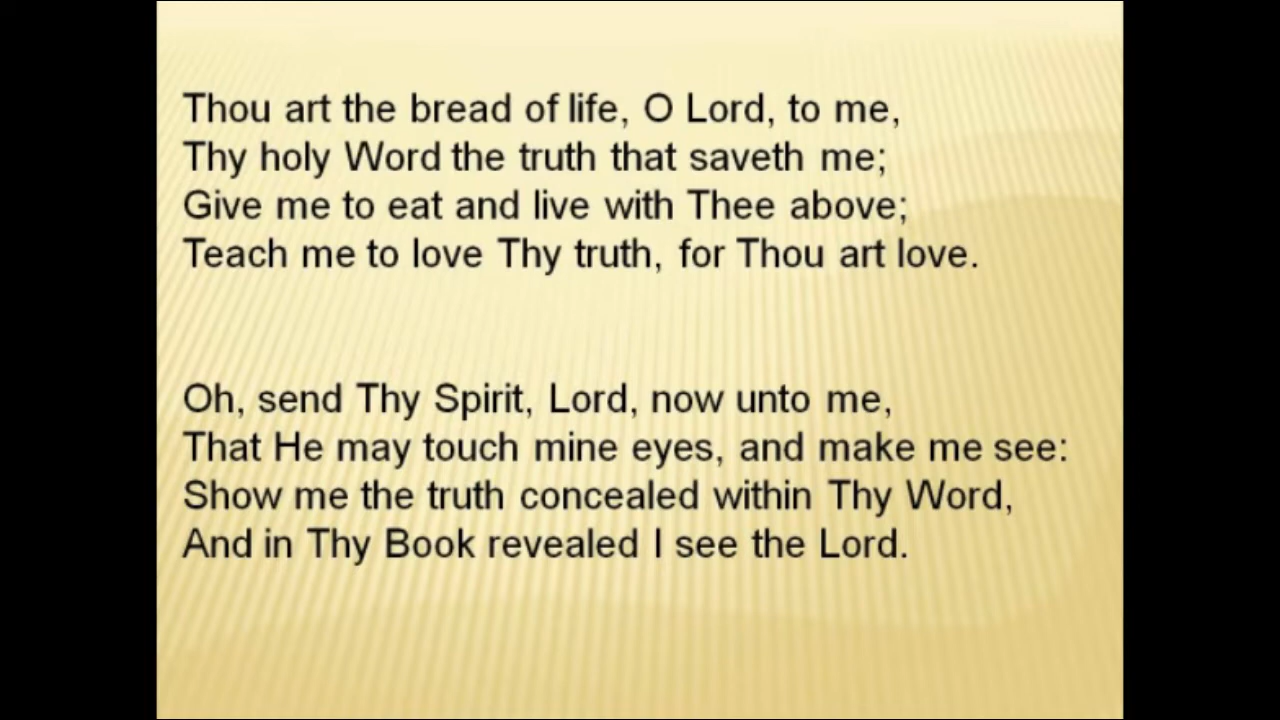 Thou art the bread of life, O Lord, to me,
Thy holy Word the truth that saveth me;
Give me to eat and live with Thee above;
Teach me to love Thy truth, for Thou art love.
Oh, send Thy Spirit, Lord, now unto me,
That He may touch mine eyes, and make me see:
Show me the truth concealed within Thy Word,
And in Thy Book revealed I see the Lord.